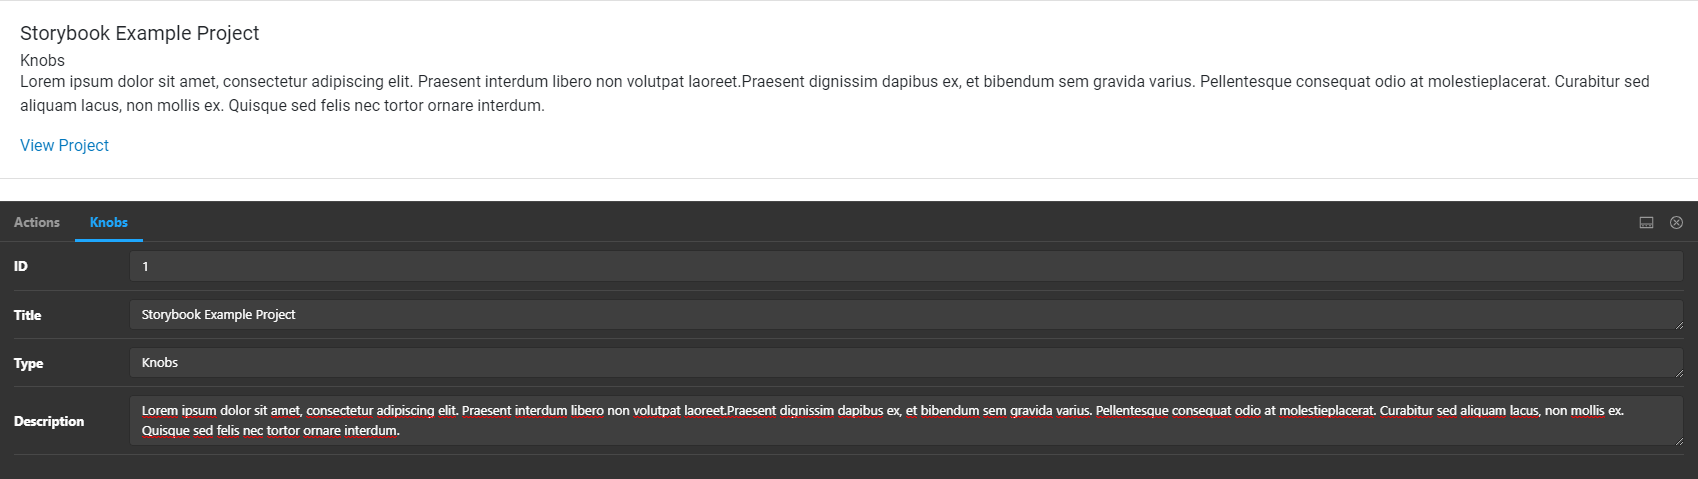 Storybook Example Project
Knobs
Lorem ipsum dolor sit amet, consectetur adipiscing elit. Praesent interdum libero non volutpat laoreet.Praesent dignissim dapibus ex, et bibendum sem gravida varius. Pellentesque consequat odio at molestieplacerat. Curabitur sed
aliquam lacus, non mollis ex. Quisque sed felis nec tortor ornare interdum.
View Project
Actions Knobs
ID 1
Title Storybook Example Project
Type Knobs
Description Lorem ipsum dolor sit amet, consectetur adipiscing elit. Praesent interdum libero non volutpat laoreet.Praesent dignissim dapibus ex, et bibendum sem gravida varius. Pellentesque consequat odio at molestieplacerat. Curabitur sed aliquam lacus, non mollis ex.
Quisque sed felis nec tortor ornare interdum.